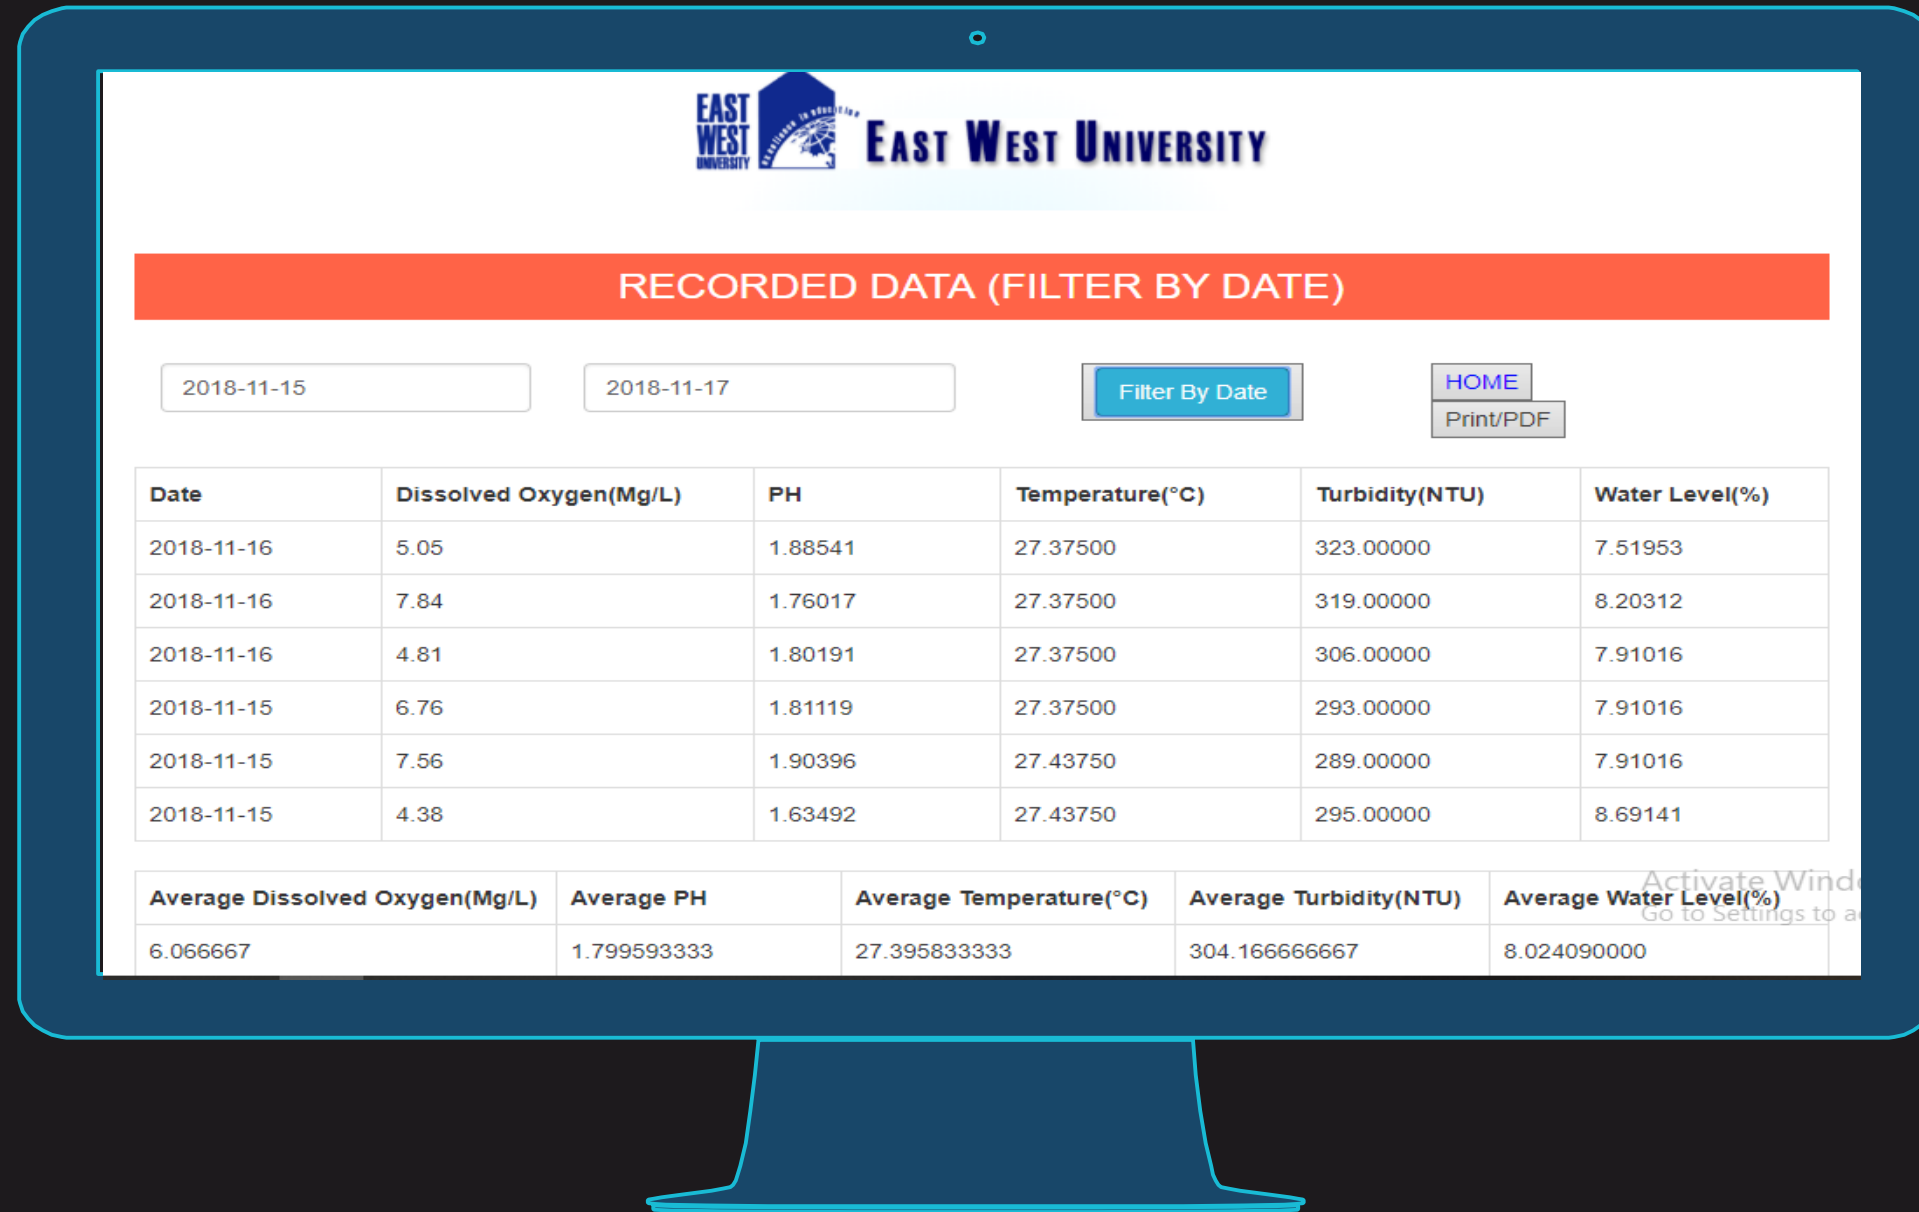 EAST
WEST
UNIVERSITY
Excellence in education
EAST WEST UNIVERSITY
RECORDED DATA (FILTER BY DATE)
2018-11-15 2018-11-17 Filter By Date HOME
Print/PDF
Date Dissolved Oxygen(Mg/L) PH Temperature(°C) Turbidity(NTU) Water Level(%)
2018-11-16 5.05 1.88541 27.37500 323.00000 7.51953
2018-11-16 7.84 1.76017 27.37500 319.00000 8.20312
2018-11-16 4.81 1.80191 27.37500 306.00000 7.91016
2018-11-15 6.76 1.81119 27.37500 293.00000 7.91016
2018-11-15 7.56 1.90396 27.43750 289.00000 7.91016
2018-11-15 4.38 1.63492 27.43750 295.00000 8.69141
Activate Wind
Average Dissolved Oxygen(Mg/L) Average PH Average Temperature(°C) Average Turbidity(NTU) Average Water Level(%)
Go to Settings to a
6.066667 1.799593333 27.395833333 304.166666667 8.024090000